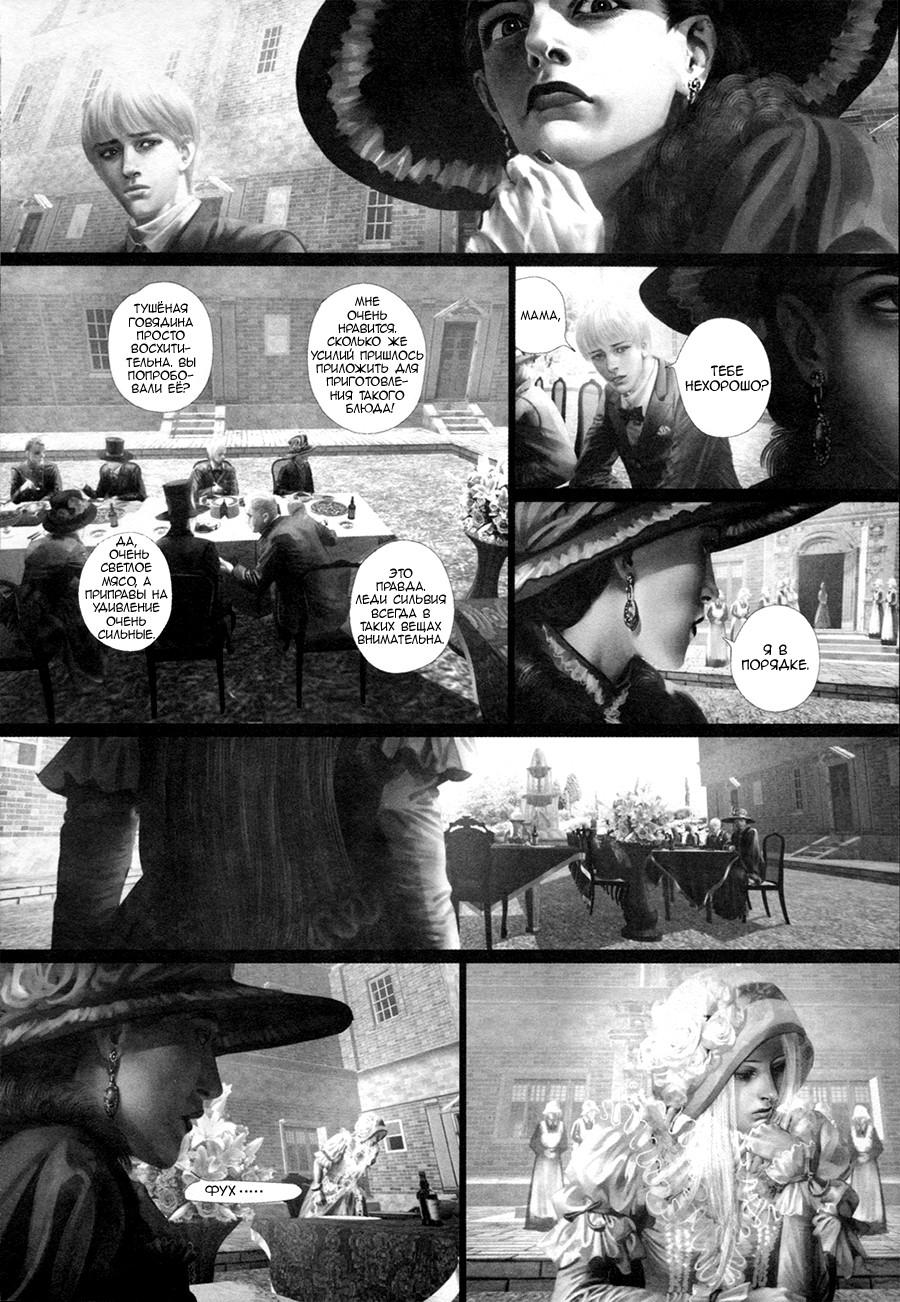 ТУШЁНАЯ
ГОВЯДИНА
ПРОСТО
ВОСХИТИ-
ТЕЛЬНА. ВЫ
ПОПРОБО-
ВАЛИ ЕЁ?
МНЕ
ОЧЕНЬ
НРАВИТСЯ.
СКОЛЬКО ЖЕ
УСИЛИЙ ПРИШЛОСЬ
ПРИЛОЖИТЬ ДЛЯ
ПРИГОТОВЛЕ-
НИЯ ТАКОГО
БЛЮДА!
ДА,
ОЧЕНЬ
СВЕТЛОЕ
МЯСО, А
ПРИПРАВЫ НА
УДИВЛЕНИЕ
ОЧЕНЬ
СИЛЬНЫЕ.
ЭТО
ПРАВДА.
ЛЕДИ СИЛЬВИЯ
ВСЕГДА В
ТАКИХ ВЕЩАХ
ВНИМАТЕЛЬНА.
МАМА,
ТЕБЕ
НЕХОРОШО?
Я В
ПОРЯДКЕ.
ФУХ·····